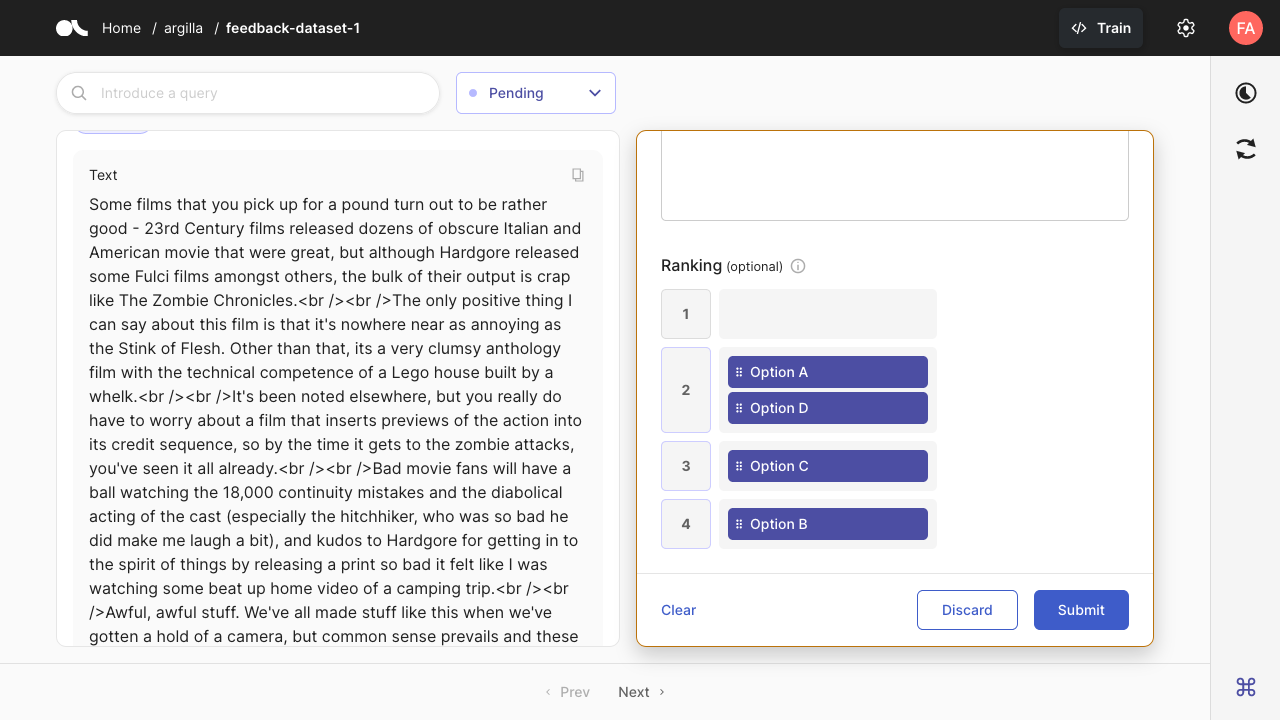 Home / argilla / feedback-dataset-1
Train
FA
Introduce a query
Pending
Text
Some films that you pick up for a pound turn out to be rather
good - 23rd Century films released dozens of obscure Italian and
American movie that were great, but although Hardgore released
some Fulci films amongst others, the bulk of their output is crap
like The Zombie Chronicles.<br /><br />The only positive thing I
can say about this film is that it's nowhere near as annoying as
the Stink of Flesh. Other than that, its a very clumsy anthology
film with the technical competence of a Lego house built by a
whelk.<br /><br />It's been noted elsewhere, but you really do
have to worry about a film that inserts previews of the action into
its credit sequence, so by the time it gets to the zombie attacks,
you've seen it all already.<br /><br />Bad movie fans will have a
ball watching the 18,000 continuity mistakes and the diabolical
acting of the cast (especially the hitchhiker, who was so bad he
did make me laugh a bit), and kudos to Hardgore for getting in to
the spirit of things by releasing a print so bad it felt like I was
watching some beat up home video of a camping trip.<br /><br
/>Awful, awful stuff. We've all made stuff like this when we've
gotten a hold of a camera, but common sense prevails and these
Ranking (optional)
1
2
Option A
Option D
3
Option C
4
Option B
Clear
Discard
Submit
Prev
Next